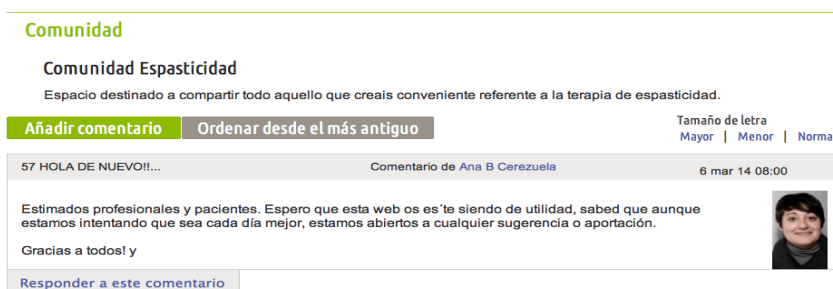 Comunidad
Comunidad Espasticidad
Espacio destinado a compartir todo aquello que creais conveniente referente a la terapia de espasticidad.
Añadir comentario Ordenar desde el más antiguo
Tamaño de letra
Mayor | Menor | Norma
57 HOLA DE NUEVO!!... Comentario de Ana B Cerezuela 6 mar 14 08:00
Estimados profesionales y pacientes. Espero que esta web os es´te siendo de utilidad, sabed que aunque
estamos intentando que sea cada día mejor, estamos abiertos a cualquier sugerencia o aportación.
Gracias a todos! y
Responder a este comentario